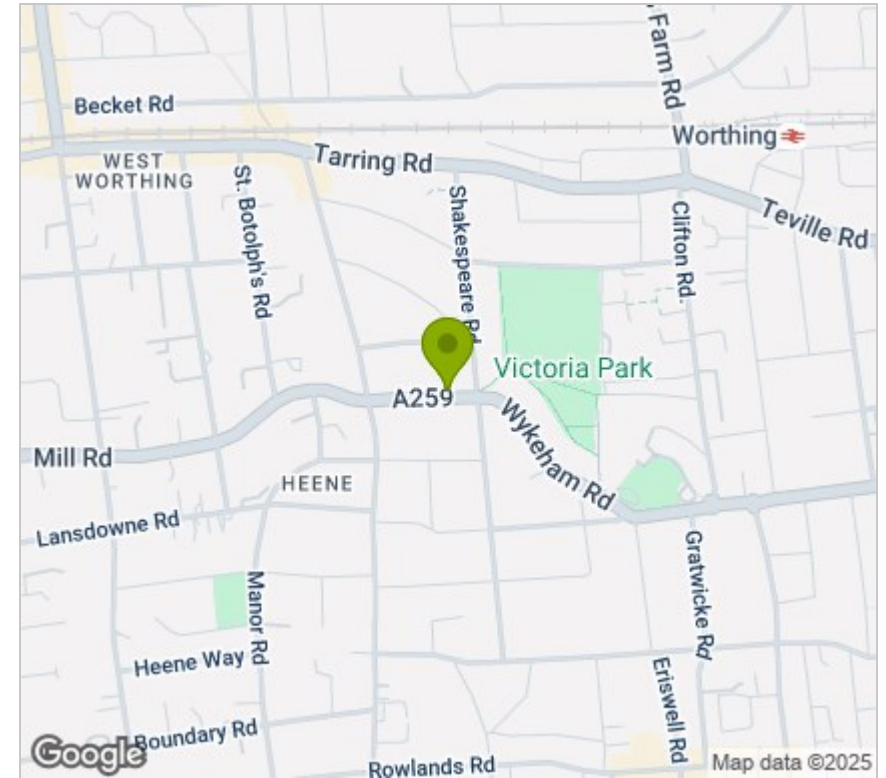 Farm Rd
Becket Rd
Worthing
WEST
WORTHING
Tarring Rd
St. Botolph's Rd
Shakespeare Rd
Clifton Rd.
Teville Rd
Victoria Park
A259
Wykeham Rd
Mill Rd
HEENE
Lansdowne Rd
Manor Rd
Gratwicke Rd
Heene Way
Eriswell Rd
Boundary Rd
Rowlands Rd
Google
Map data ©2025